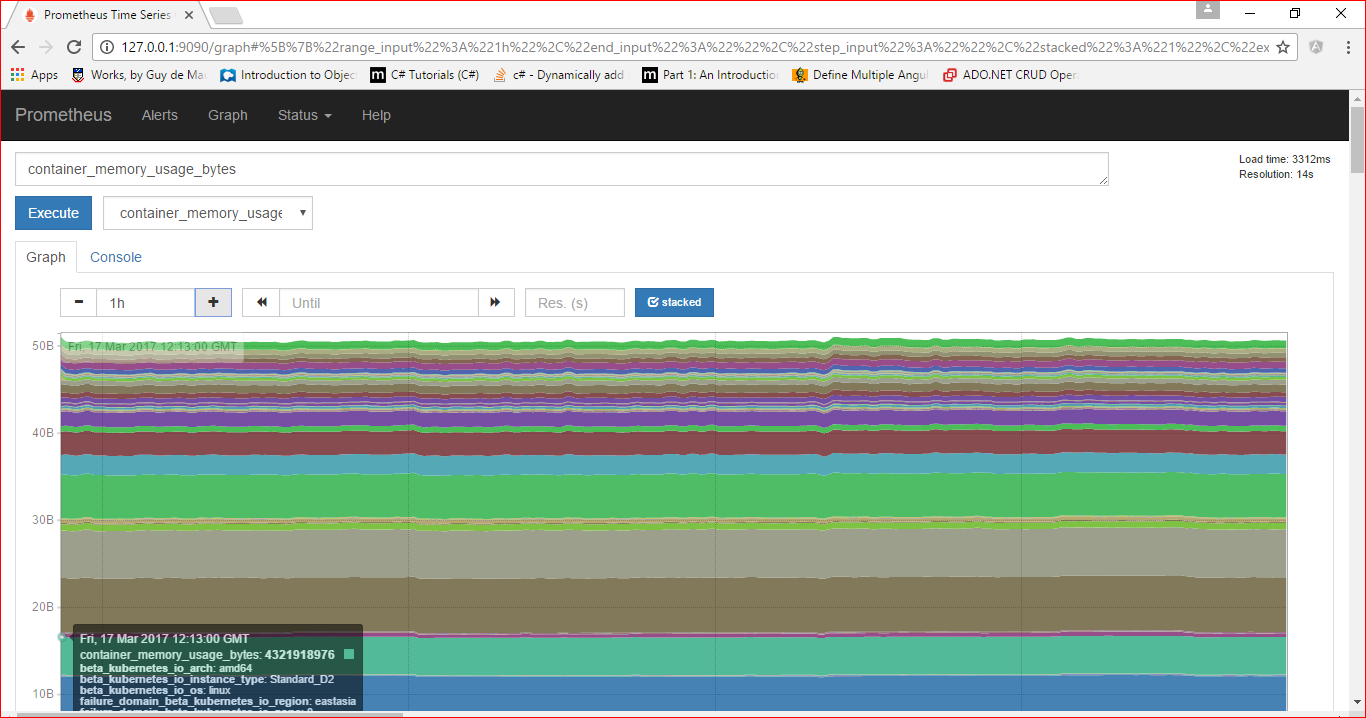 Prometheus Time Series
127.0.0.1:9090/graph#%5B%7B%22range_input%22%3A%221h%22%2C%22end_input%22%3A%22%22%2C%22step_input%22%3A%22%22%2C%22stacked%22%3A%221%22%2C%22ex
Apps Works, by Guy de Mau Introduction to Objec C# Tutorials (C#) c# - Dynamically add Part 1: An Introduction Define Multiple Angul ADO.NET CRUD Oper
Prometheus Alerts Graph Status Help
container_memory_usage_bytes
Load time: 3312ms
Resolution: 14s
Execute container_memory_usage
Graph Console
1h Until Res. (s) stacked
50B
Fri, 17 Mar 2017 12:13:00 GMT
40B
30B
20B
Fri, 17 Mar 2017 12:13:00 GMT
container_memory_usage_bytes: 4321918976
beta_kubernetes_io_arch: amd64
beta_kubernetes_io_instance_type: Standard_D2
beta_kubernetes_io_os: linux
10B
failure_domain_beta_kubernetes_io_region: eastasia